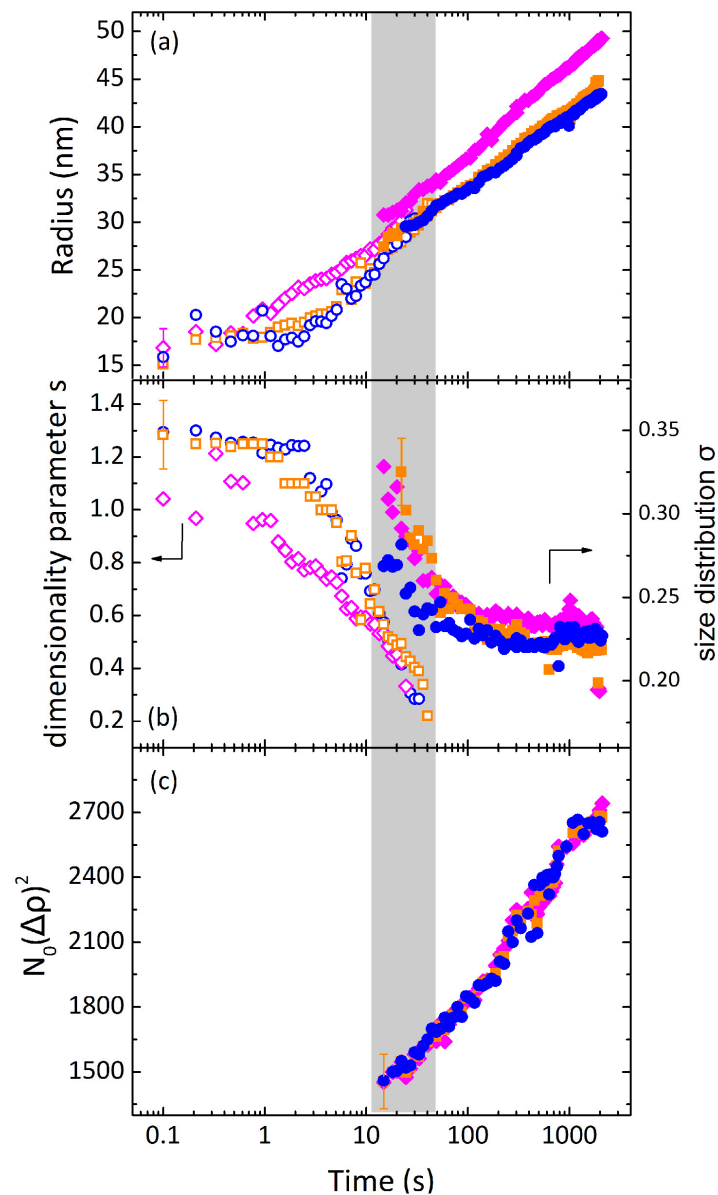 (a)
50
45
40
35
30
25
20
15
Radius (nm)
1.4
1.2
1.0
0.8
0.6
0.4
0.2
dimensionality parameter s
(b)
0.35
0.30
0.25
0.20
size distribution σ
(c)
2700
2400
2100
1800
1500
N₀(Δρ)²
0.1 1 10 100 1000
Time (s)